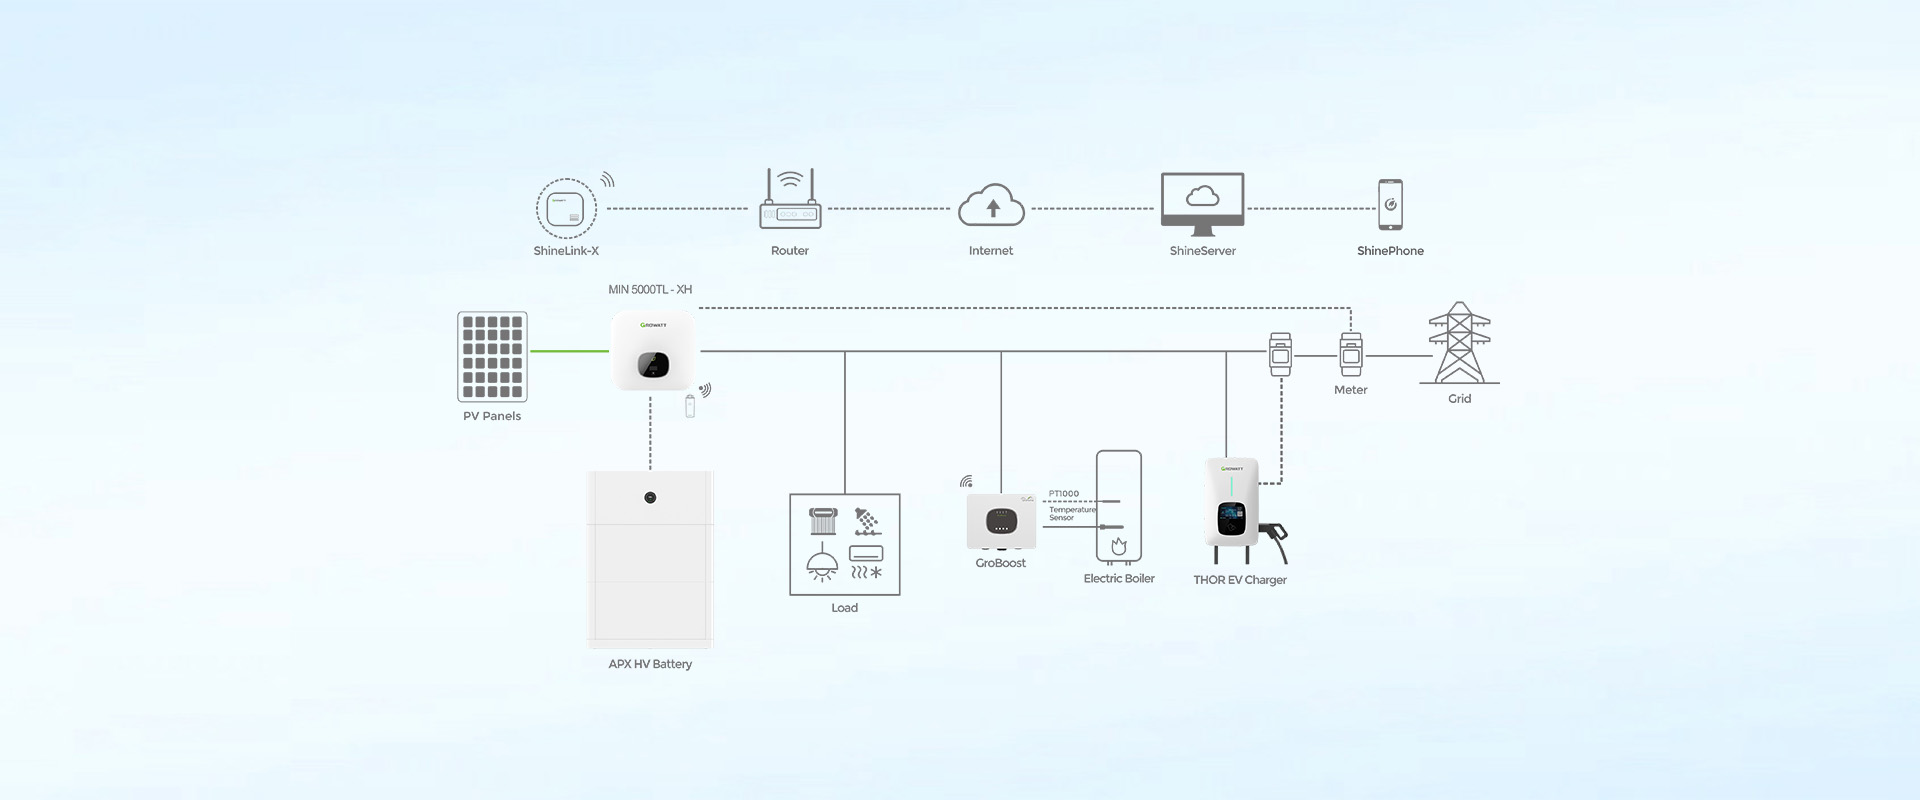 ShineLink-X
Router
Internet
ShineServer
ShinePhone
MIN 5000TL - XH
GROWATT
PV Panels
Meter
Grid
GROWATT
PT1000
Temperature
Sensor
GroBoost
Electric Boiler
THOR EV Charger
Load
APX HV Battery